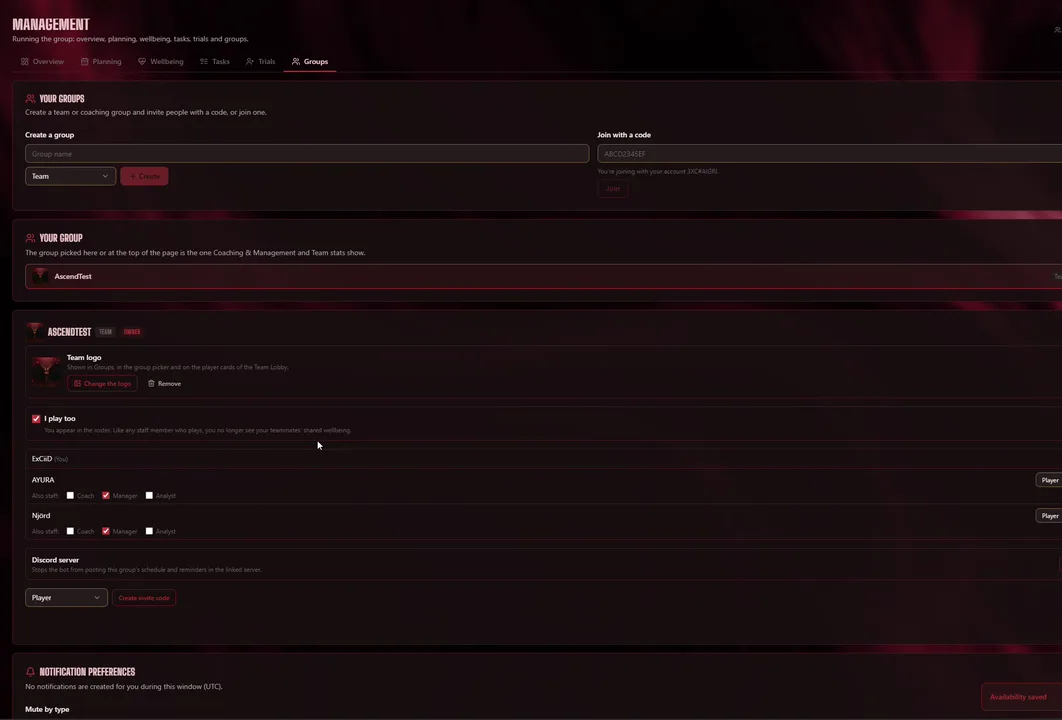 MANAGEMENT
Running the group: overview, planning, wellbeing, tasks, trials and groups.
Overview Planning Wellbeing Tasks Trials Groups
YOUR GROUPS
Create a team or coaching group and invite people with a code, or join one.
Create a group Join with a code
Group name ABCD2345EF
Team + Create You're joining with your account
Join
YOUR GROUP
The group picked here or at the top of the page is the one Coaching & Management and Team stats show.
AscendTest
ASCENDTEST TEAM OWNER
Team logo
Shown in Groups, in the group picker and on the player cards of the Team Lobby.
Change the logo Remove
I play too
You appear in the roster. Like any staff member who plays, you no longer see your teammates' shared wellbeing.
ExCiiD (You)
AYURA Player
Also staff: Coach Manager Analyst
Njörd Player
Also staff: Coach Manager Analyst
Discord server
Stops the bot from posting this group's schedule and reminders in the linked server.
Player Create invite code
NOTIFICATION PREFERENCES
No notifications are created for you during this window (UTC).
Availability saved
Mute by type